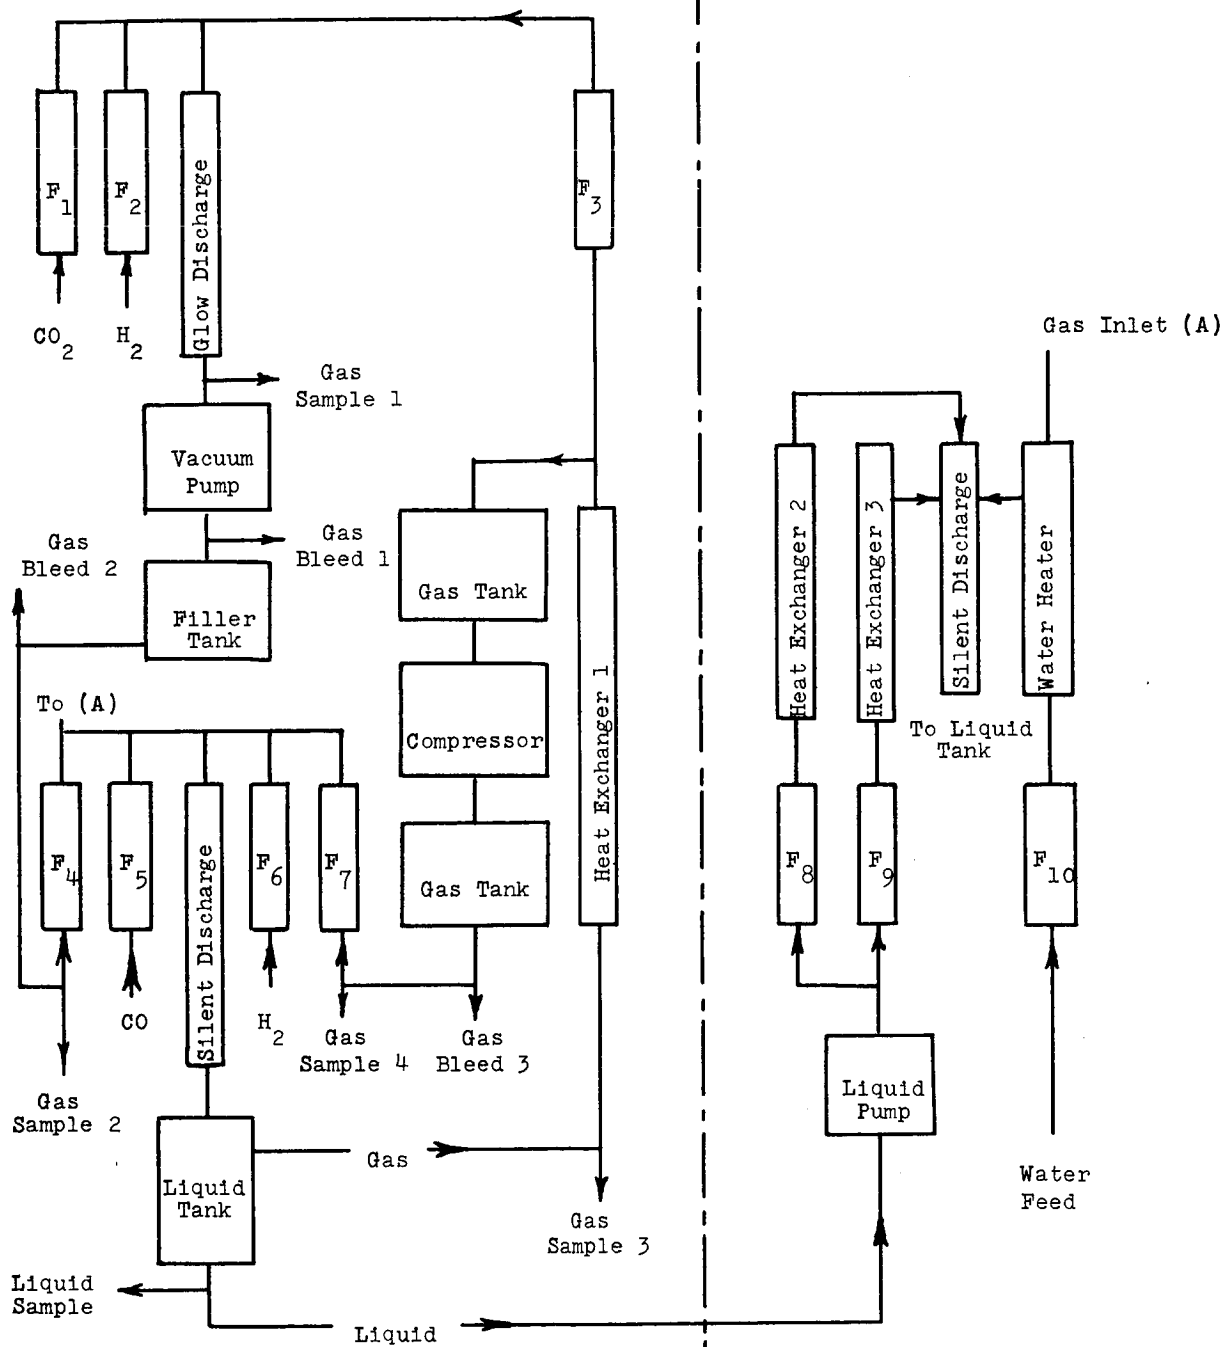 F1
F2
Glow Discharge
F3
CO2
H2
Gas
Sample 1
Vacuum
Pump
Gas
Bleed 1
Gas
Bleed 2
Filler
Tank
Gas Tank
Compressor
Gas Tank
Heat Exchanger 1
To (A)
F4
F5
Silent Discharge
F6
F7
CO
H2
Gas
Sample 4
Gas
Bleed 3
Gas
Sample 2
Liquid
Tank
Gas
Gas
Sample 3
Liquid
Sample
Liquid
Gas Inlet (A)
Heat Exchanger 2
Heat Exchanger 3
Silent Discharge
Water Heater
To Liquid
Tank
F8
F9
F10
Liquid
Pump
Water
Feed